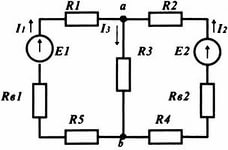 R1 a R2
I1 I3 I2
E1 R3 E2
Rв1 Rв2
R5 b R4